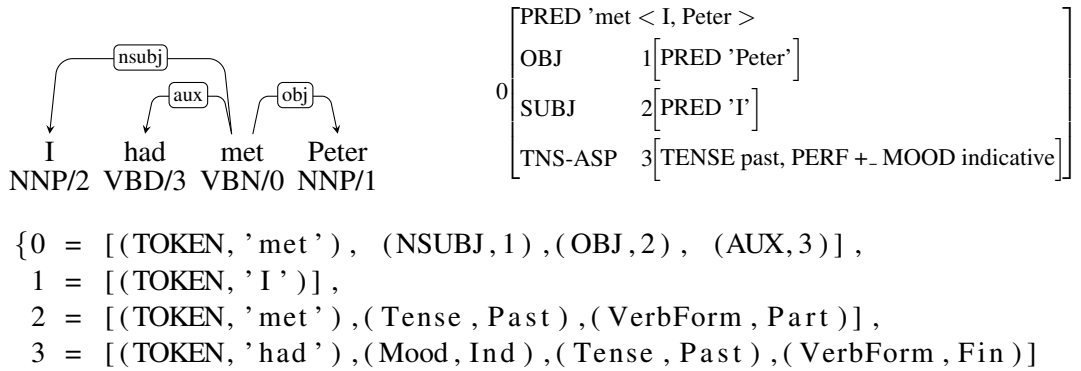 nsubj
aux
obj
I had met Peter
NNP/2 VBD/3 VBN/0 NNP/1
0
PRED 'met < I, Peter >
OBJ 1[PRED 'Peter']
SUBJ 2[PRED 'I']
TNS-ASP 3[TENSE past, PERF +_ MOOD indicative]
{0 = [(TOKEN, 'met'), (NSUBJ,1),(OBJ,2), (AUX,3)],
1 = [(TOKEN, 'I')],
2 = [(TOKEN, 'met'),(Tense,Past),(VerbForm,Part)],
3 = [(TOKEN, 'had'),(Mood,Ind),(Tense,Past),(VerbForm,Fin)]